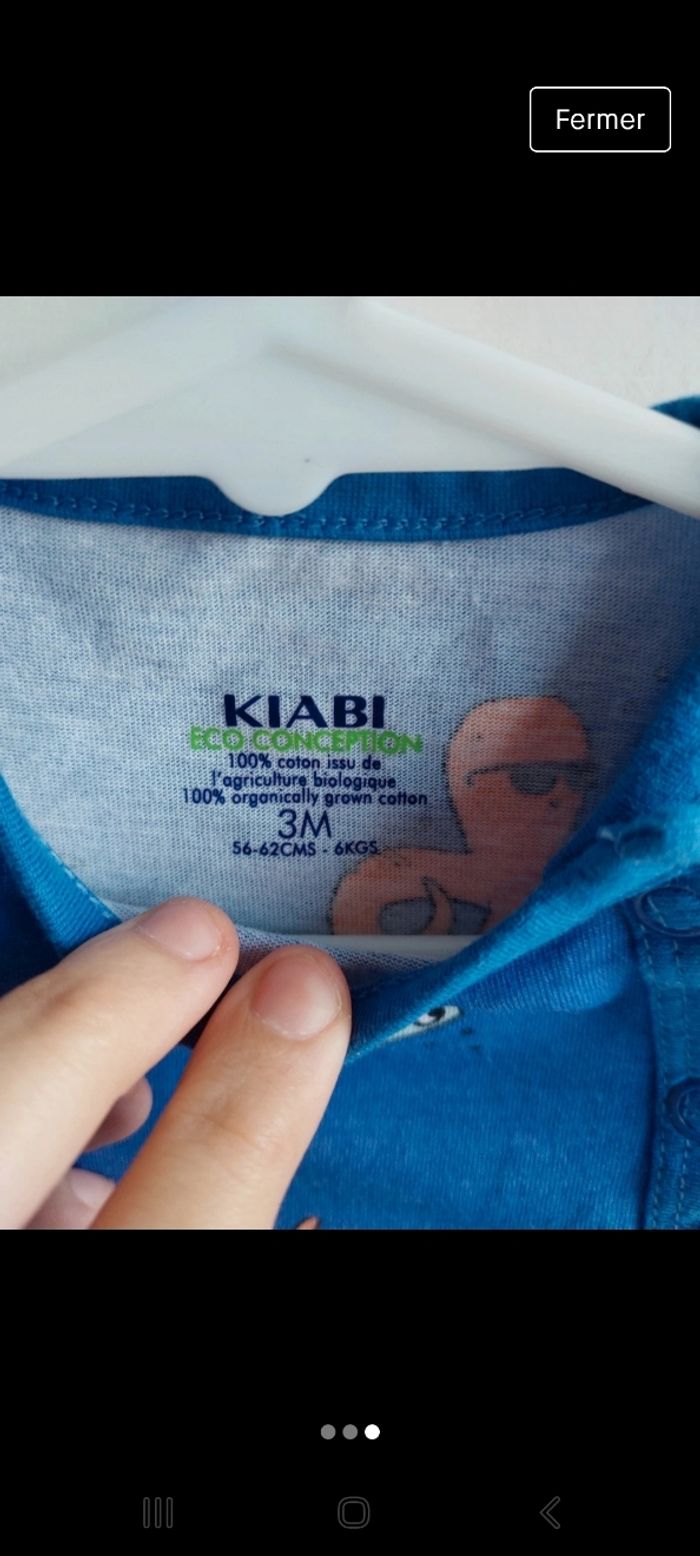 Fermer
KIABI
ECO CONCEPTION
100% coton issu de
l'agriculture biologique
100% organically grown cotton
3M
56-62CMS - 6KGS